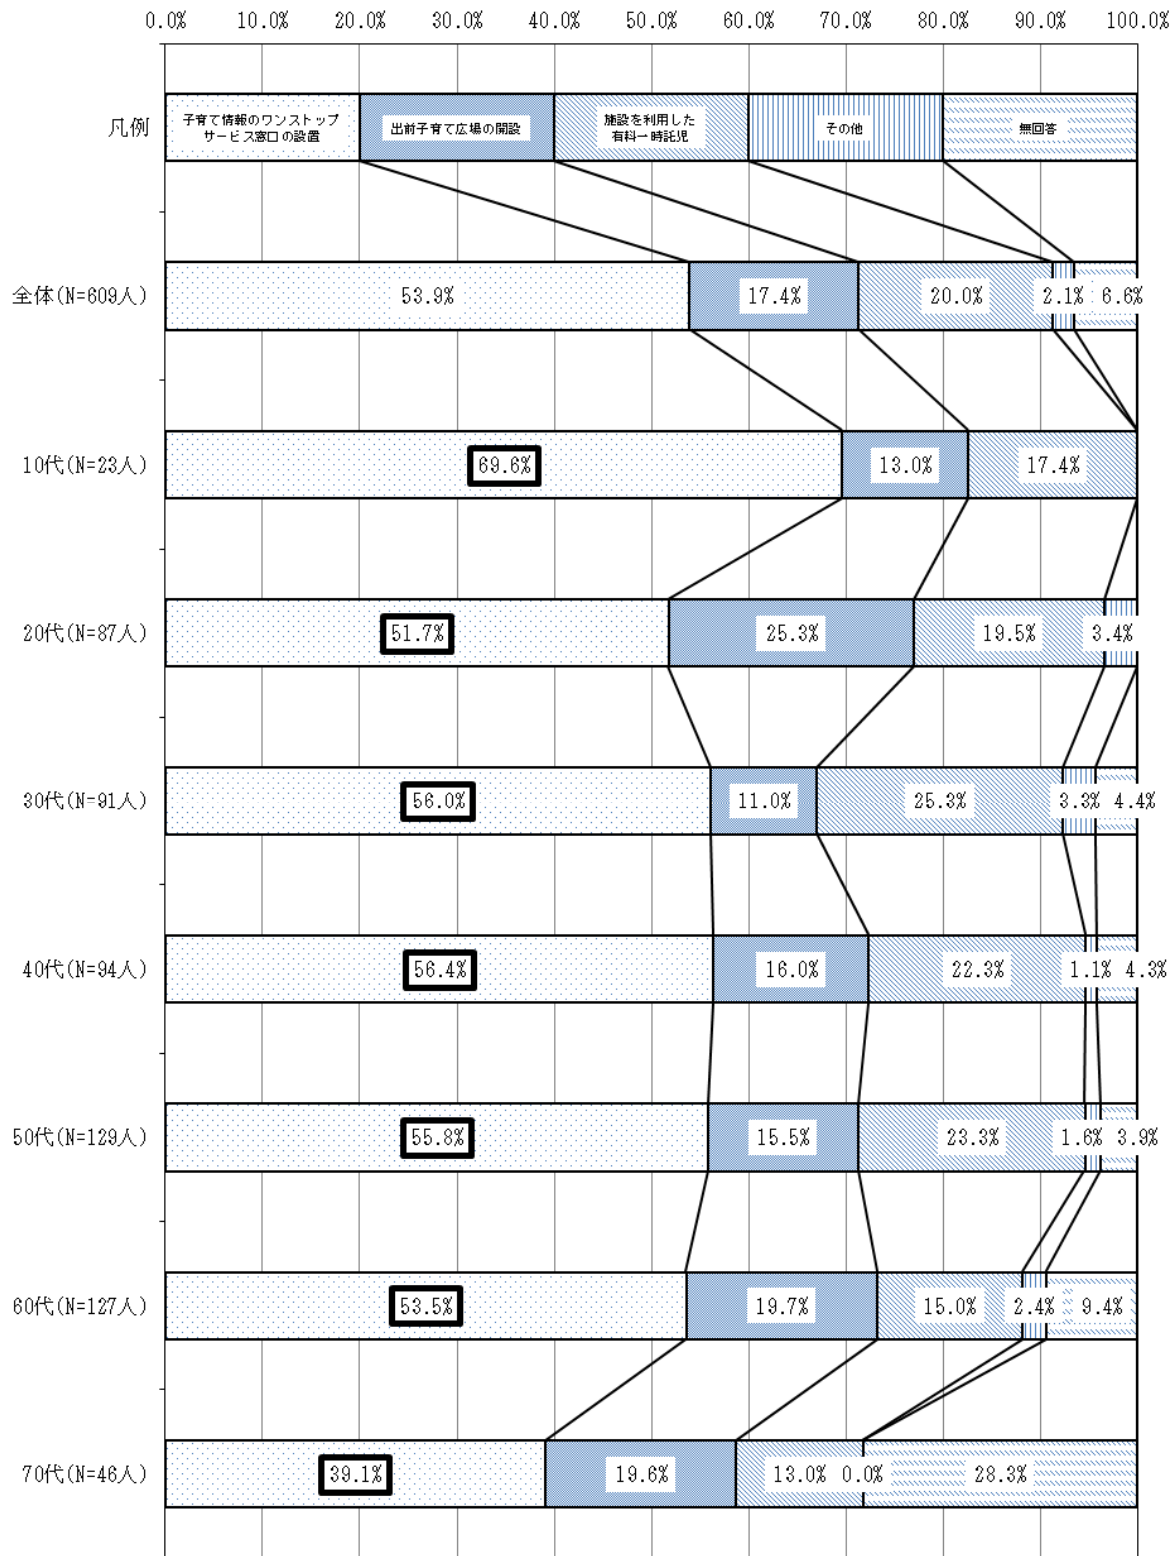 0.0% 10.0% 20.0% 30.0% 40.0% 50.0% 60.0% 70.0% 80.0% 90.0% 100.0%
凡例
子育て情報のワンストップ
サービス窓口の設置
出前子育て広場の開設
施設を利用した
有料一時託児
その他
無回答
全体(N=609人) 53.9% 17.4% 20.0% 2.1% 6.6%
10代(N=23人) 69.6% 13.0% 17.4%
20代(N=87人) 51.7% 25.3% 19.5% 3.4%
30代(N=91人) 56.0% 11.0% 25.3% 3.3% 4.4%
40代(N=94人) 56.4% 16.0% 22.3% 1.1% 4.3%
50代(N=129人) 55.8% 15.5% 23.3% 1.6% 3.9%
60代(N=127人) 53.5% 19.7% 15.0% 2.4% 9.4%
70代(N=46人) 39.1% 19.6% 13.0% 0.0% 28.3%